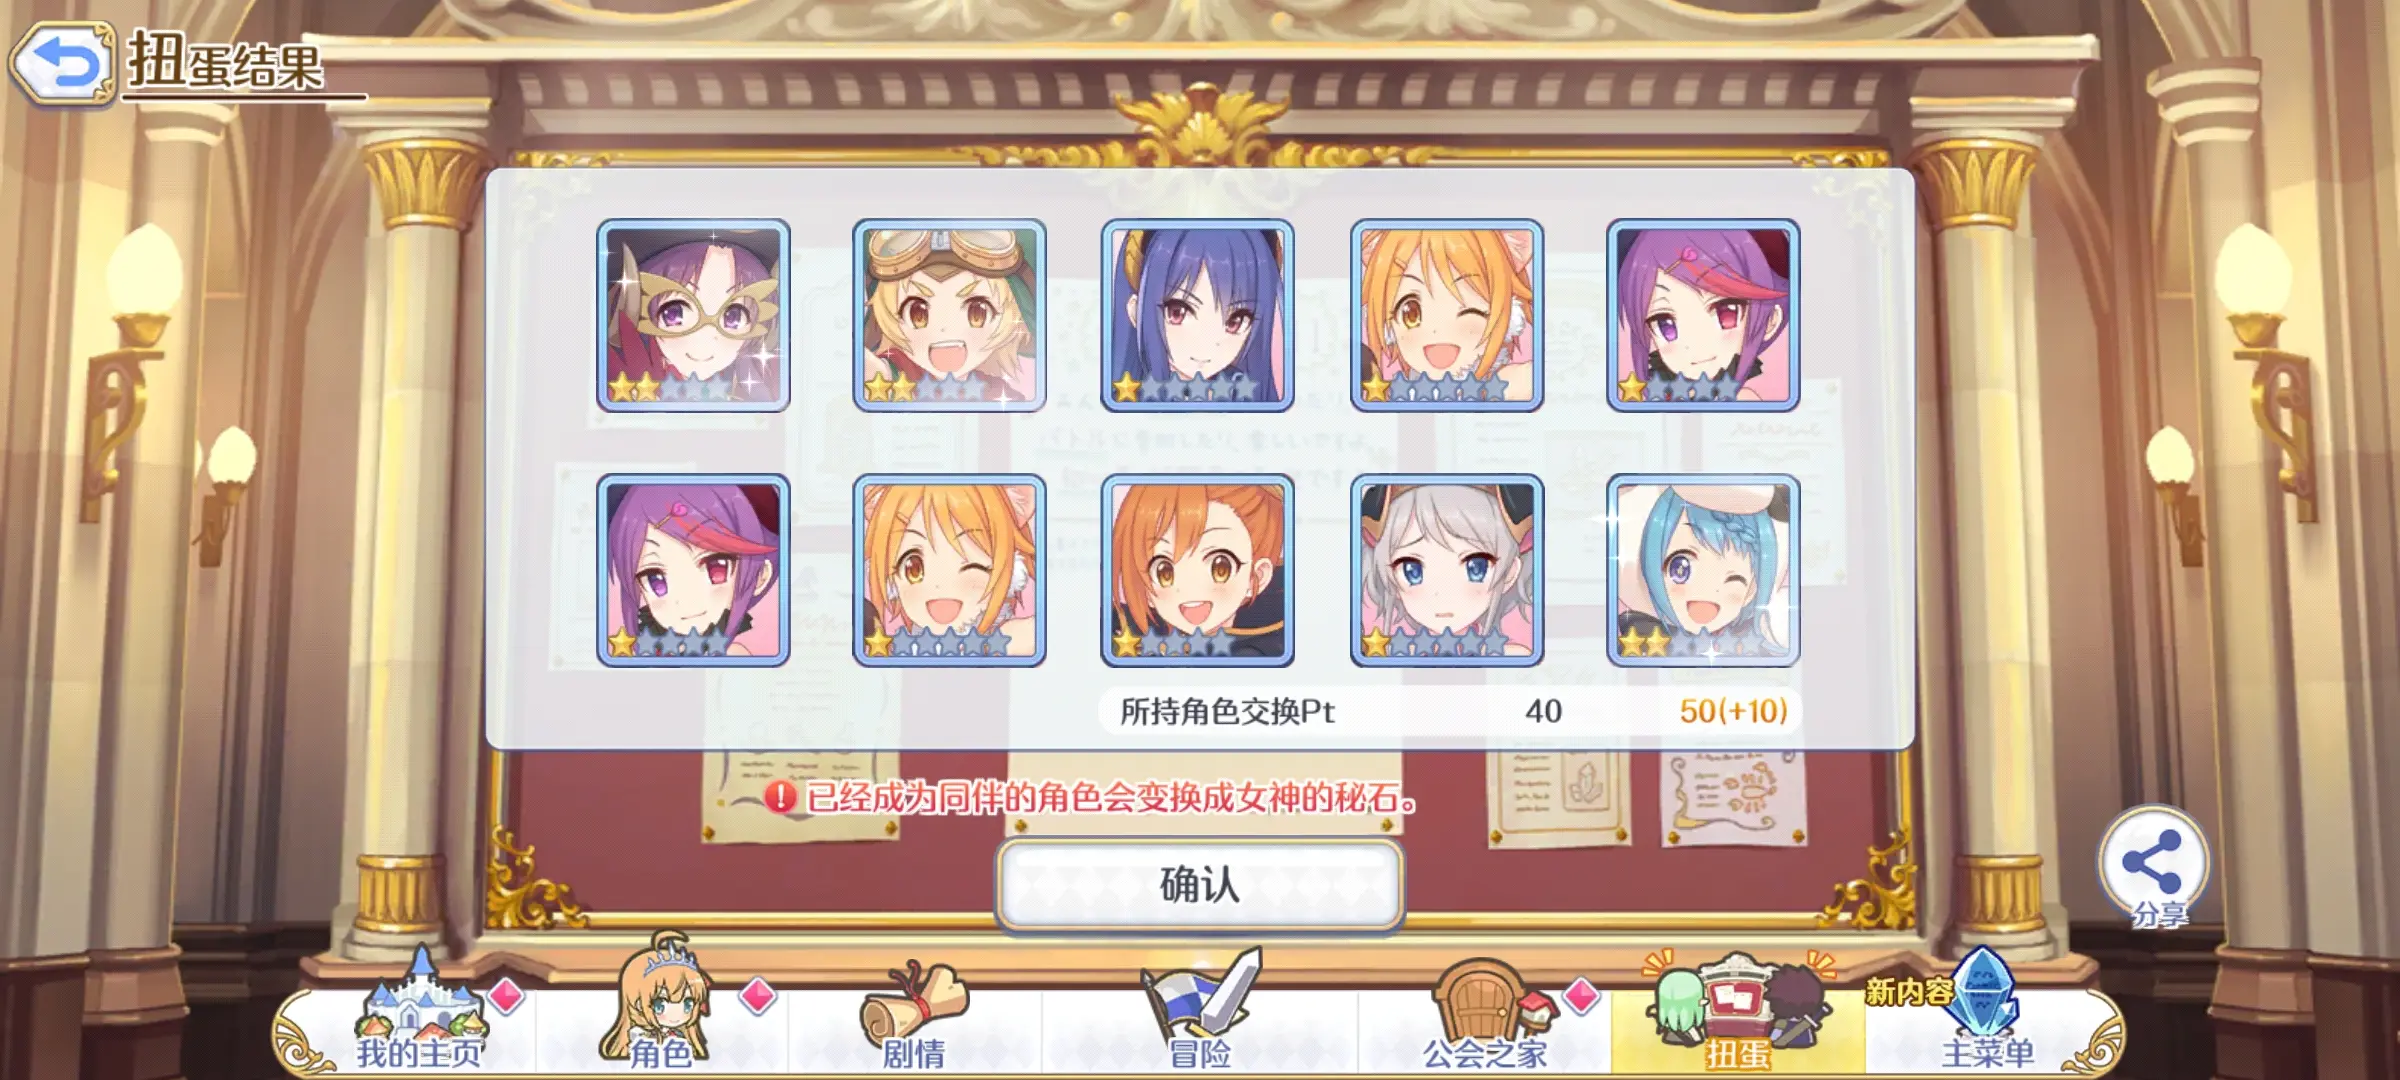 扭蛋结果
所持角色交换Pt 40 50(+10)
已经成为同伴的角色会变换成女神的秘石。
确认
分享
新内容
我的主页 角色 剧情 冒险 公会之家 扭蛋 主菜单